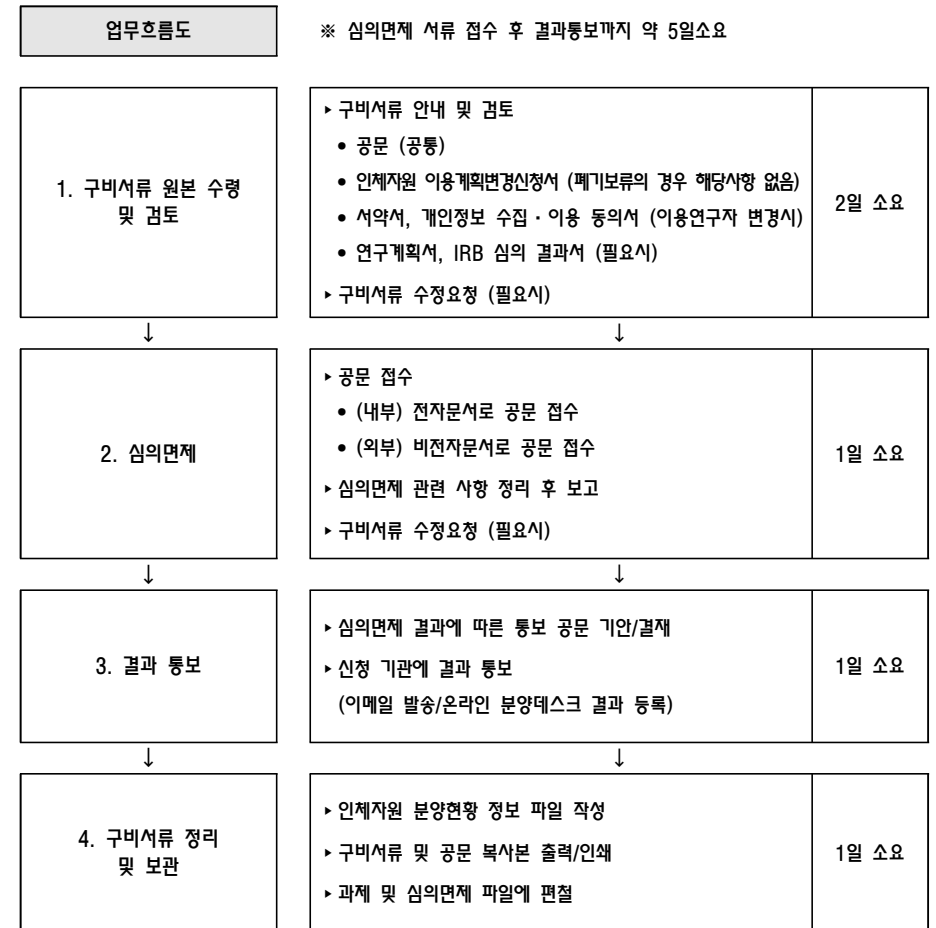 업무흐름도
※ 심의면제 서류 접수 후 결과통보까지 약 5일소요
1. 구비서류 원본 수령
및 검토
▸구비서류 안내 및 검토
• 공문 (공통)
• 인체자원 이용계획변경신청서 (폐기보류의 경우 해당사항 없음)
• 서약서, 개인정보 수집·이용 동의서 (이용연구자 변경시)
• 연구계획서, IRB 심의 결과서 (필요시)
▸구비서류 수정요청 (필요시)
2일 소요
↓
↓
2. 심의면제
▸공문 접수
• (내부) 전자문서로 공문 접수
• (외부) 비전자문서로 공문 접수
▸심의면제 관련 사항 정리 후 보고
▸구비서류 수정요청 (필요시)
1일 소요
↓
↓
3. 결과 통보
▸심의면제 결과에 따른 통보 공문 기안/결재
▸신청 기관에 결과 통보
(이메일 발송/온라인 분양데스크 결과 등록)
1일 소요
↓
↓
4. 구비서류 정리
및 보관
▸인체자원 분양현황 정보 파일 작성
▸구비서류 및 공문 복사본 출력/인쇄
▸과제 및 심의면제 파일에 편철
1일 소요